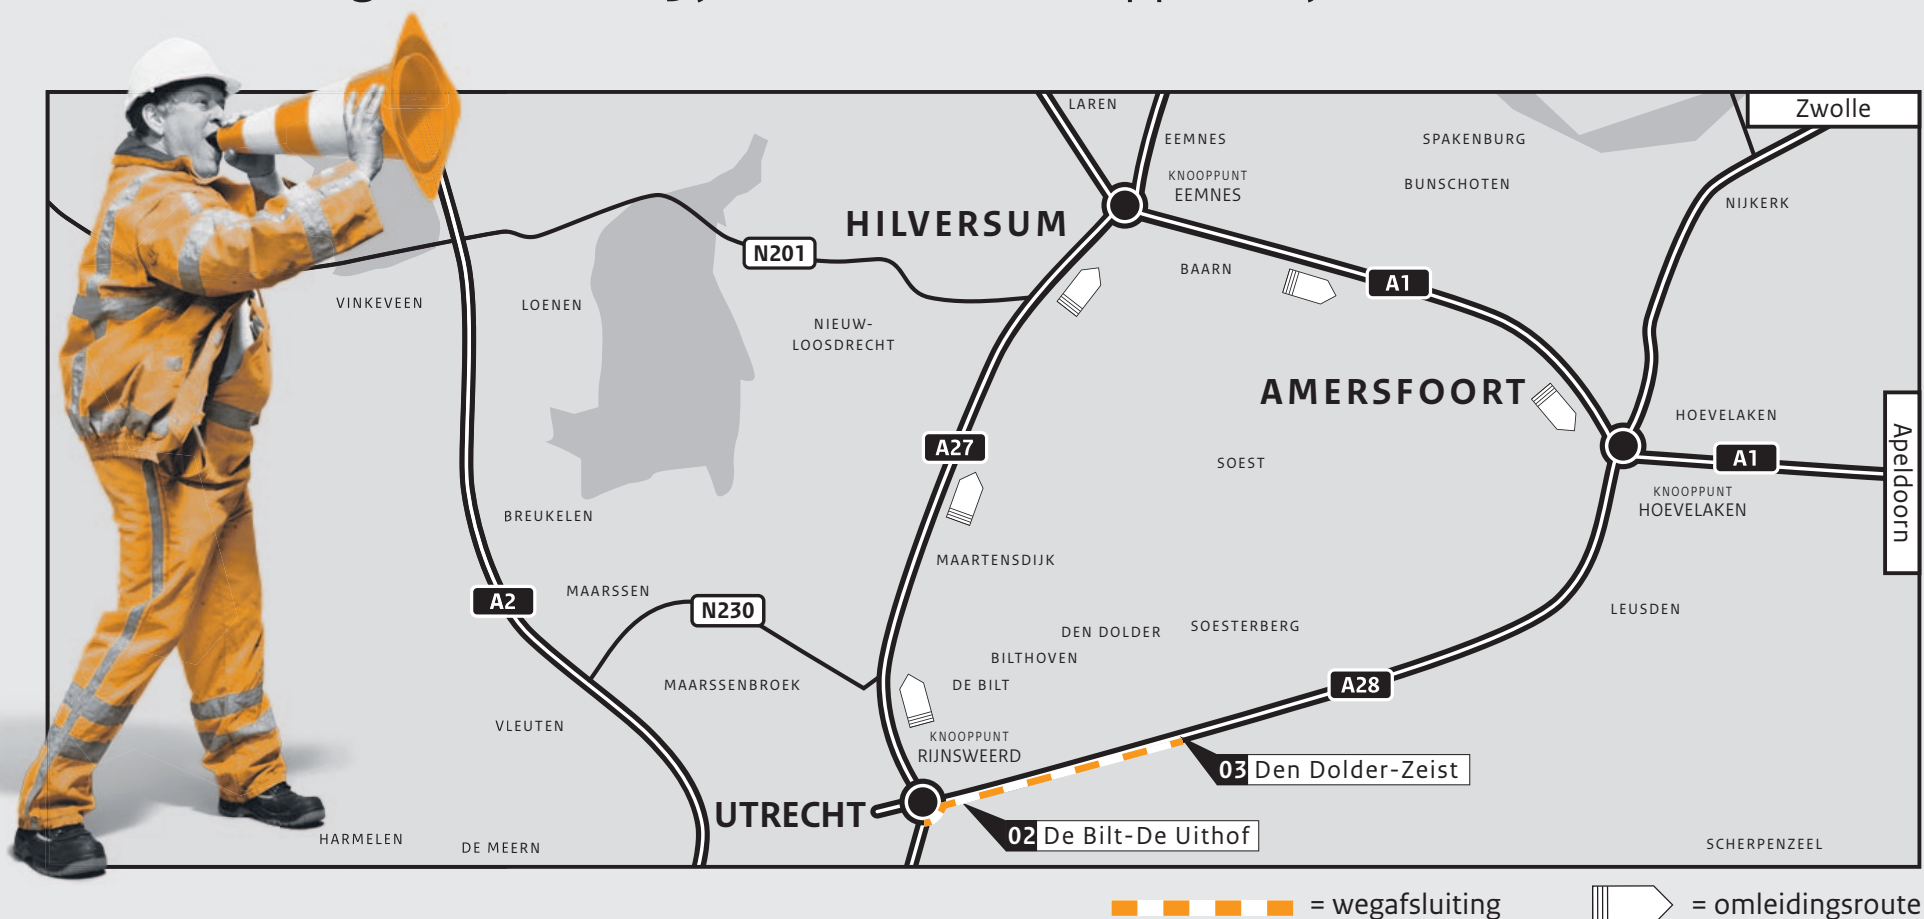 Zwolle
LAREN
EEMNES
KNOOPPUNT
EEMNES
SPAKENBURG
BUNSCHOTEN
NIJKERK
HILVERSUM
N201
BAARN
A1
VINKEVEEN
LOENEN
NIEUW-
LOOSDRECHT
AMERSFOORT
HOEVELAKEN
A27
A1
Apeldoorn
SOEST
KNOOPPUNT
HOEVELAKEN
BREUKELEN
MAARTENSDIJK
A2
MAARSSEN
N230
LEUSDEN
DEN DOLDER
SOESTERBERG
BILTHOVEN
MAARSSENBROEK
DE BILT
A28
VLEUTEN
KNOOPPUNT
RIJNSWEERD
03 Den Dolder-Zeist
UTRECHT
02 De Bilt-De Uithof
HARMELEN
DE MEERN
SCHERPENZEEL
= wegafsluiting
= omleidingsroute